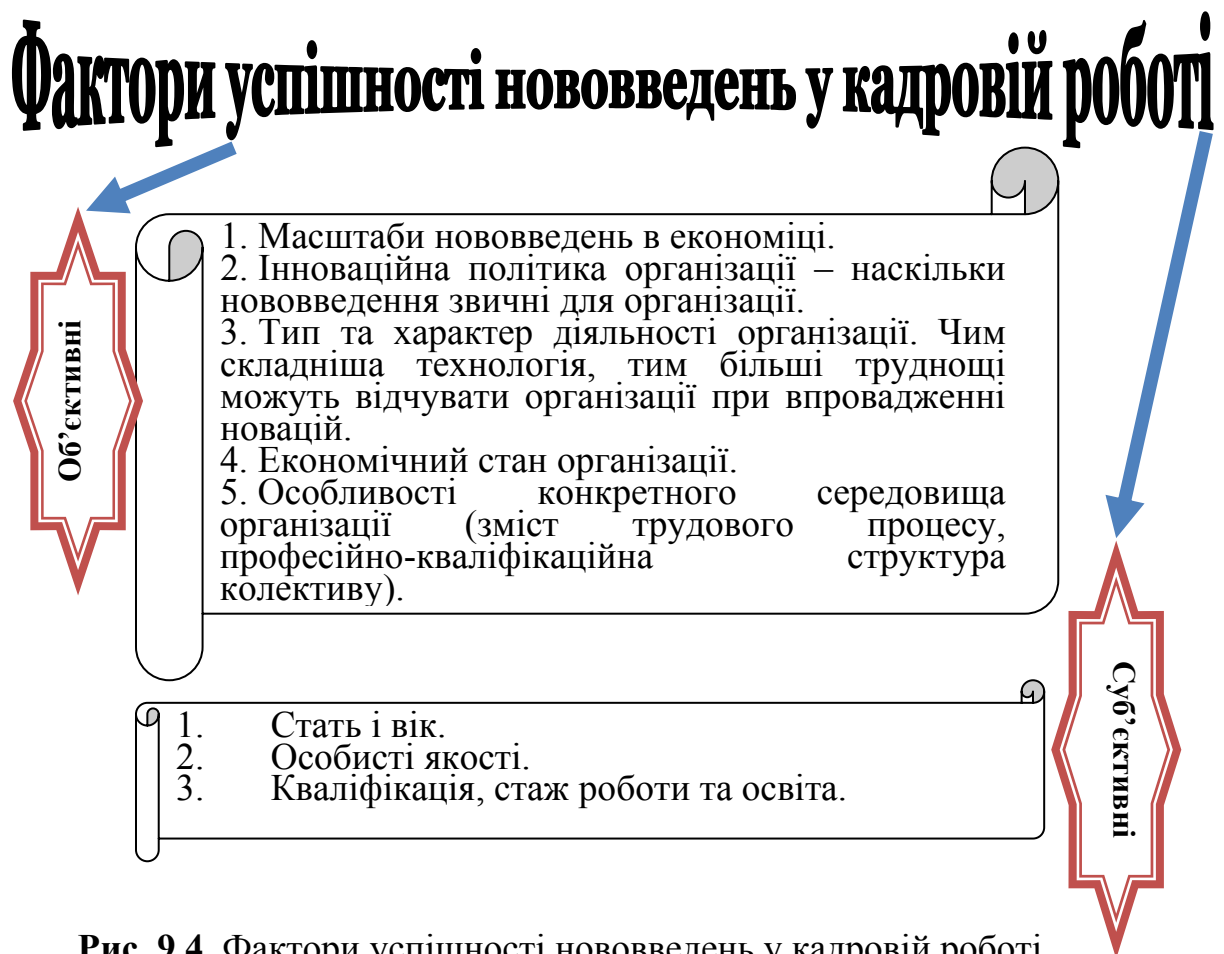 Фактори успішності нововведень у кадровій роботі
Об’єктивні
1. Масштаби нововведень в економіці.
2. Інноваційна політика організації – наскільки
нововведення звичні для організації.
3. Тип та характер діяльності організації. Чим
складніша технологія, тим більші труднощі
можуть відчувати організації при впровадженні
новацій.
4. Економічний стан організації.
5. Особливості конкретного середовища
організації (зміст трудового процесу,
професійно-кваліфікаційна структура
колективу).
Суб’єктивні
1. Стать і вік.
2. Особисті якості.
3. Кваліфікація, стаж роботи та освіта.
Рис. 9.4. Фактори успішності нововведень у кадровій роботі